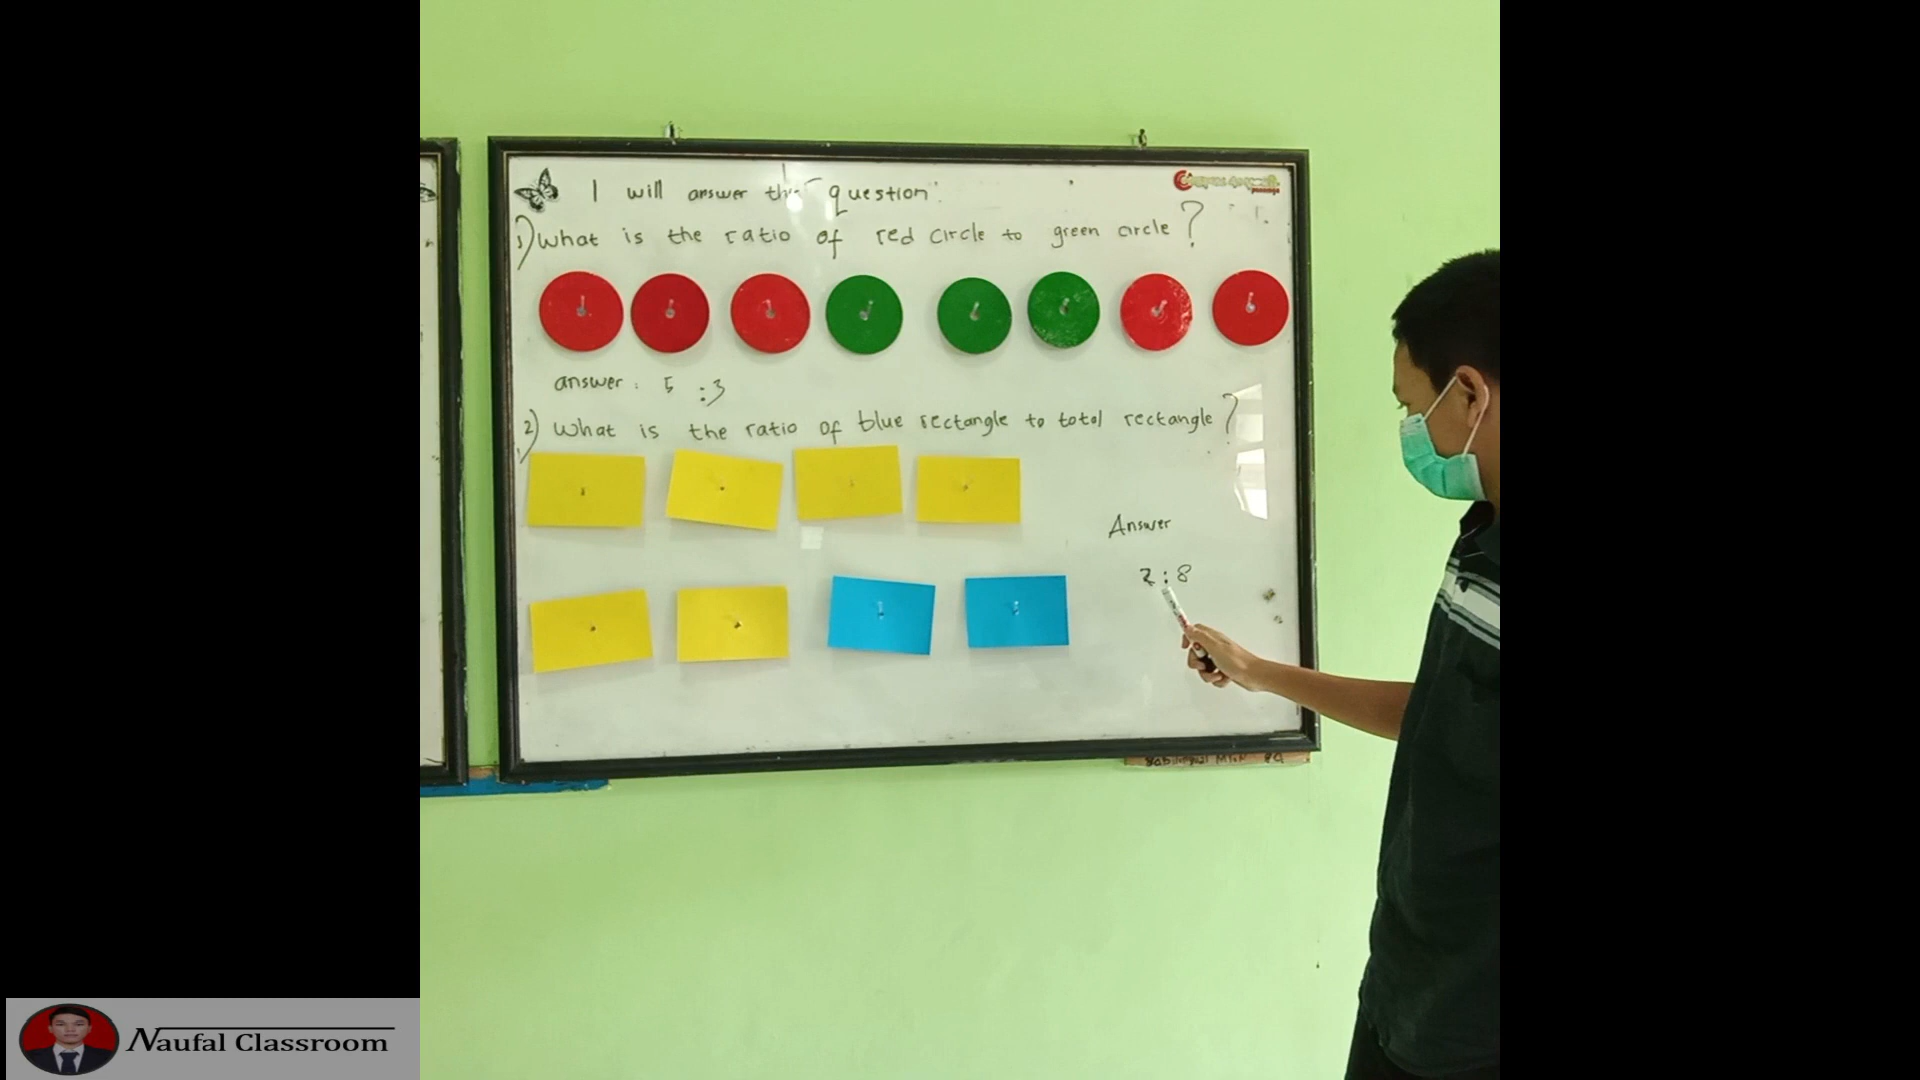 I will answer this question:
1) What is the ratio of red circle to green circle?
answer: 5 :3
2) What is the ratio of blue rectangle to total rectangle?
Answer
2:8
Naufal Classroom